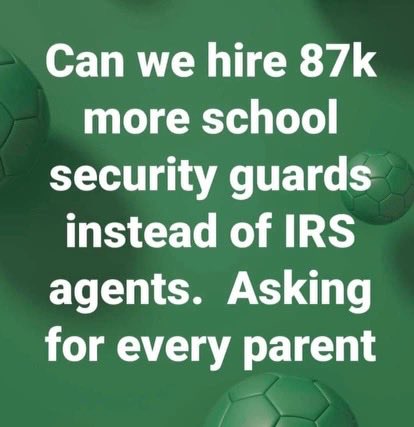 Can we hire 87k
more school
security guards
instead of IRS
agents.  Asking
for every parent